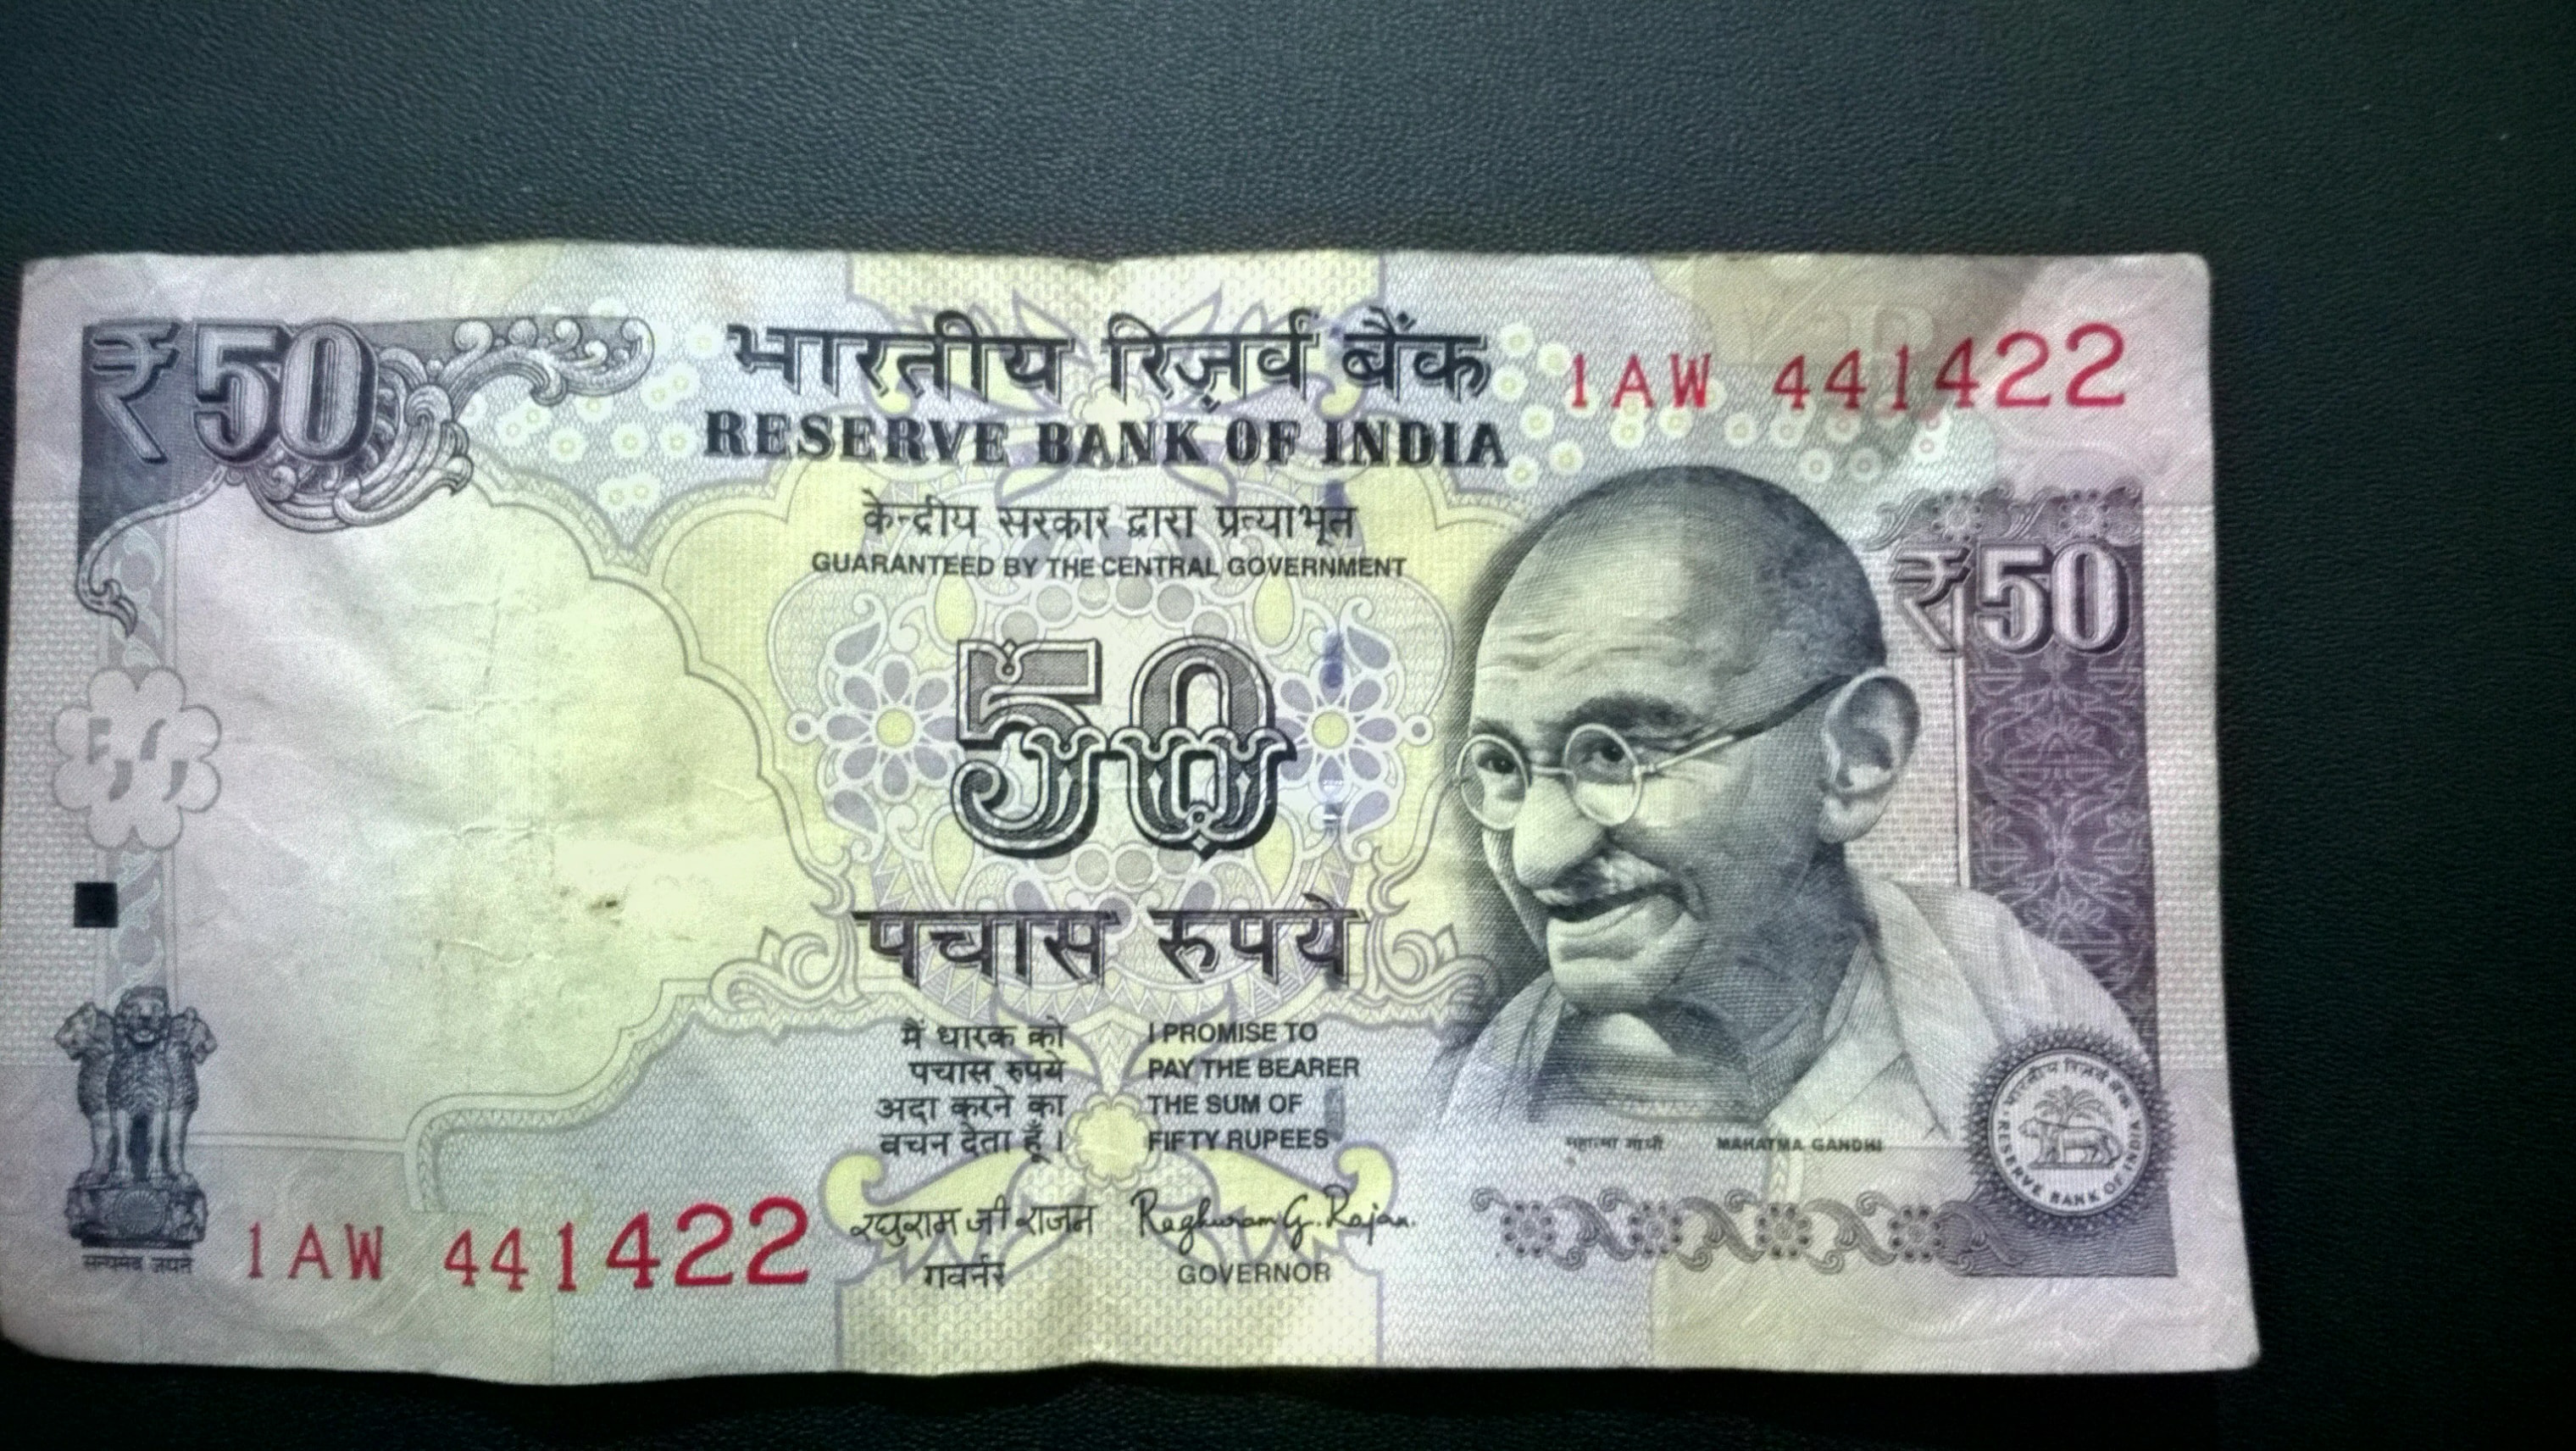 ₹50
भारतीय रिज़र्व बैंक
1AW 441422
RESERVE BANK OF INDIA
केन्द्रीय सरकार द्वारा प्रत्याभूत
GUARANTEED BY THE CENTRAL GOVERNMENT
₹50
50
पचास रुपये
मैं धारक को
पचास रुपये
अदा करने का
वचन देता हूँ।
I PROMISE TO
PAY THE BEARER
THE SUM OF
FIFTY RUPEES
महात्मा गांधी MAHATMA GANDHI
भारतीय रिज़र्व बैंक
RESERVE BANK OF INDIA
रघुराम जी राजन
Raghuram G. Rajan
गवर्नर
GOVERNOR
सत्यमेव जयते
1AW 441422